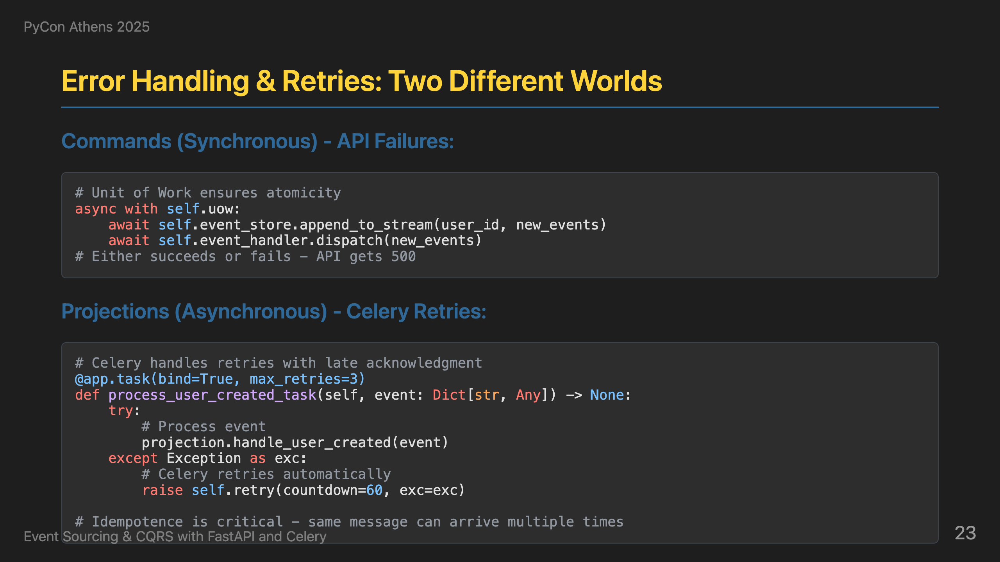 PyCon Athens 2025
Error Handling & Retries: Two Different Worlds
Commands (Synchronous) - API Failures:
# Unit of Work ensures atomicity
async with self.uow:
    await self.event_store.append_to_stream(user_id, new_events)
    await self.event_handler.dispatch(new_events)
# Either succeeds or fails – API gets 500
Projections (Asynchronous) - Celery Retries:
# Celery handles retries with late acknowledgment
@app.task(bind=True, max_retries=3)
def process_user_created_task(self, event: Dict[str, Any]) -> None:
    try:
        # Process event
        projection.handle_user_created(event)
    except Exception as exc:
        # Celery retries automatically
        raise self.retry(countdown=60, exc=exc)
# Idempotence is critical – same message can arrive multiple times
Event Sourcing & CQRS with FastAPI and Celery
23